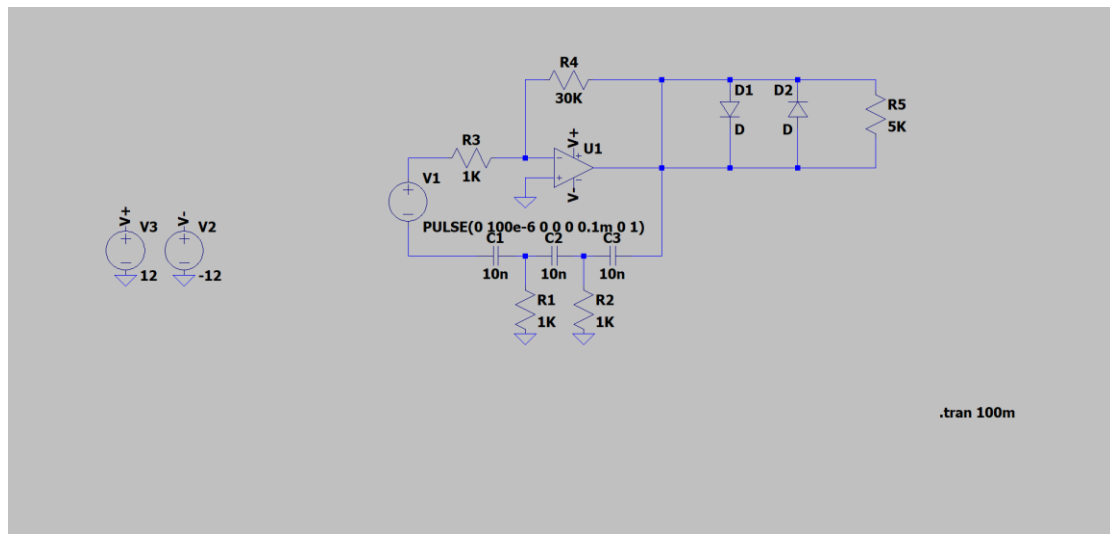 R4
30K
D1
D
D2
D
R5
5K
R3
1K
V+
U1
V-
V1
PULSE(0 100e-6 0 0 0 0.1m 0 1)
C1
10n
C2
10n
C3
10n
R1
1K
R2
1K
V+
V3
12
V-
V2
-12
.tran 100m